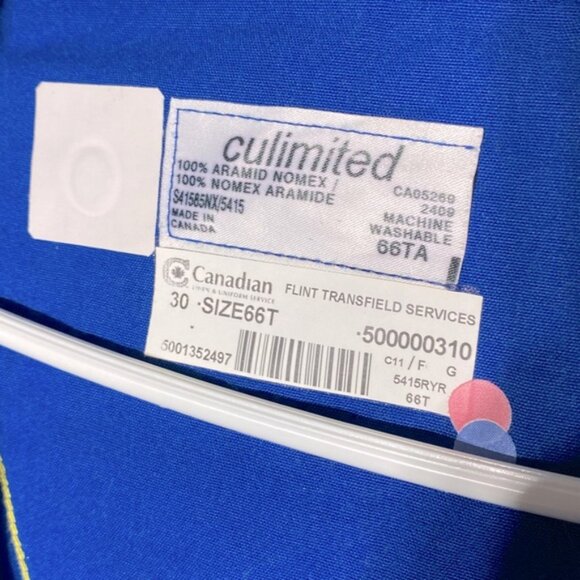 culimited
100% ARAMID NOMEX /
100% NOMEX ARAMIDE
S41585NX/5415
MADE IN
CANADA
CA05269
2409
MACHINE
WASHABLE
66TA
Canadian
LINEN & UNIFORM SERVICE
FLINT TRANSFIELD SERVICES
30 ·SIZE66T
·500000310
5001352497
C11 / F G
5415RYR
66T